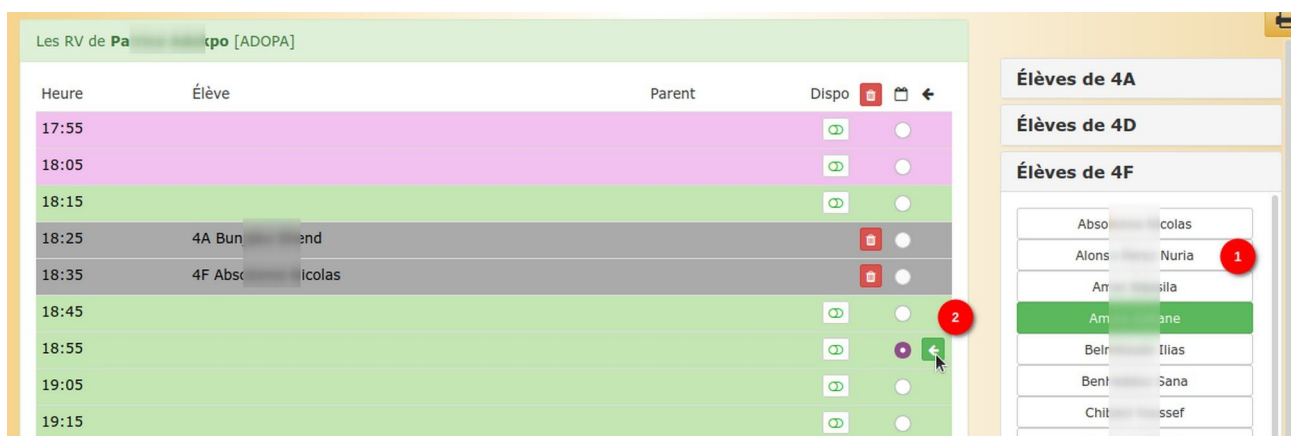 Les RV de Pa kpo [ADOPA]
Heure Élève Parent Dispo
17:55
18:05
18:15
18:25 4A Bun end
18:35 4F Abso icolas
18:45
18:55
19:05
19:15
2
Élèves de 4A
Élèves de 4D
Élèves de 4F
Abso colas
Alons Nuria
1
Am sila
Am ane
Belr Ilias
Ben Sana
Chi ssef